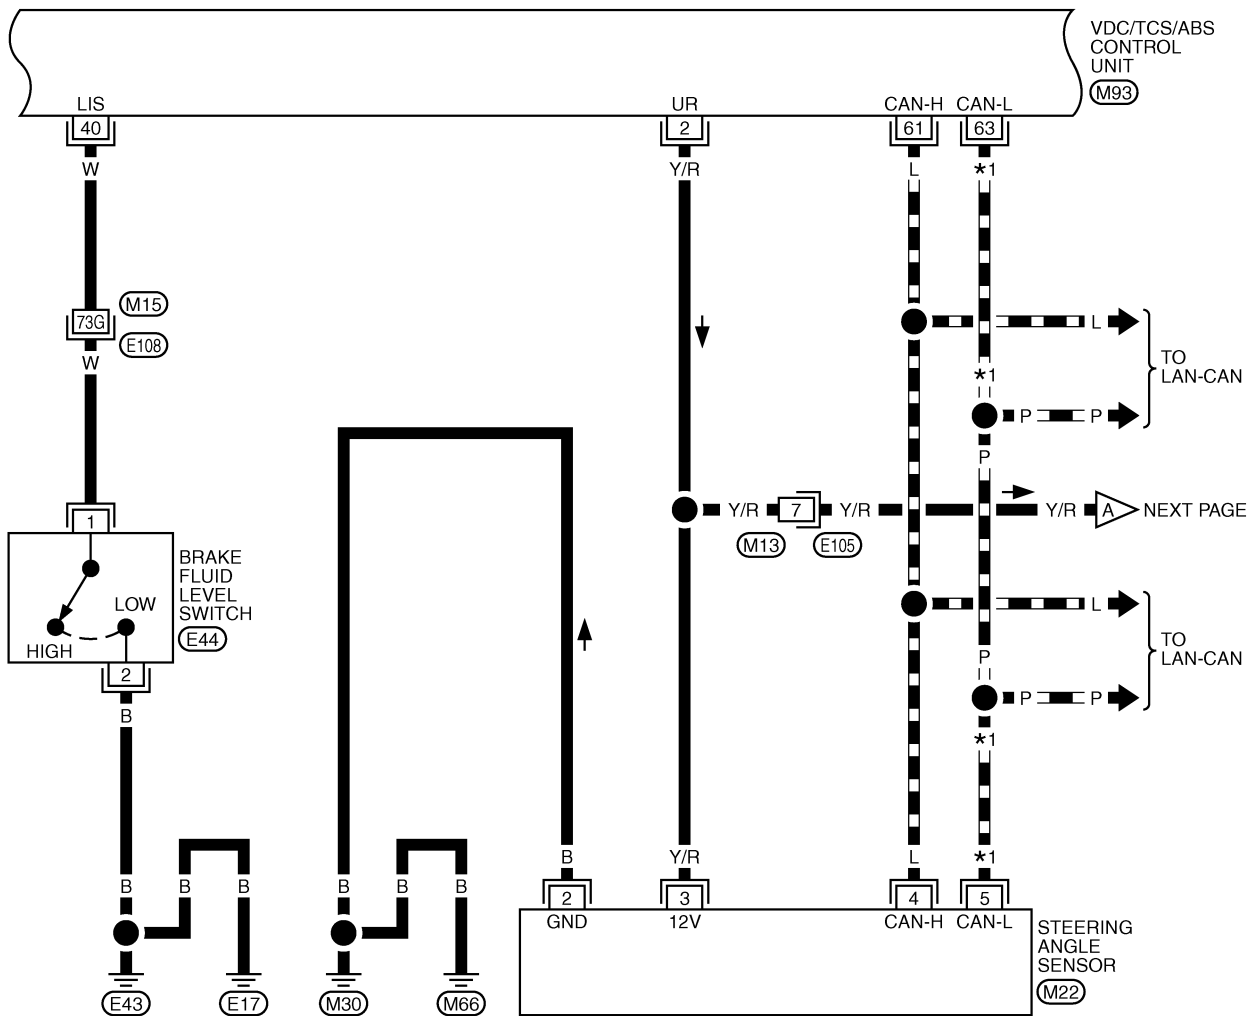 VDC/TCS/ABS
CONTROL
UNIT
M93
LIS
UR
CAN-H
CAN-L
40
2
61
63
W
Y/R
L
*1
M15
73G
E108
W
L
TO
LAN-CAN
*1
P
P
P
1
Y/R
7
Y/R
Y/R
A
NEXT PAGE
M13
E105
BRAKE
FLUID
LEVEL
SWITCH
E44
LOW
HIGH
L
TO
LAN-CAN
2
P
P
P
B
*1
B
Y/R
L
*1
B
B
B
B
B
B
2
3
4
5
GND
12V
CAN-H
CAN-L
STEERING
ANGLE
SENSOR
M22
E43
E17
M30
M66